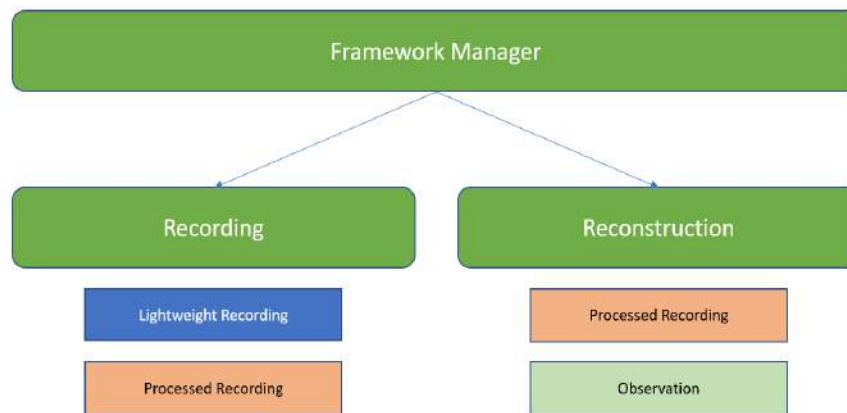 Framework Manager
Recording
Reconstruction
Lightweight Recording
Processed Recording
Processed Recording
Observation